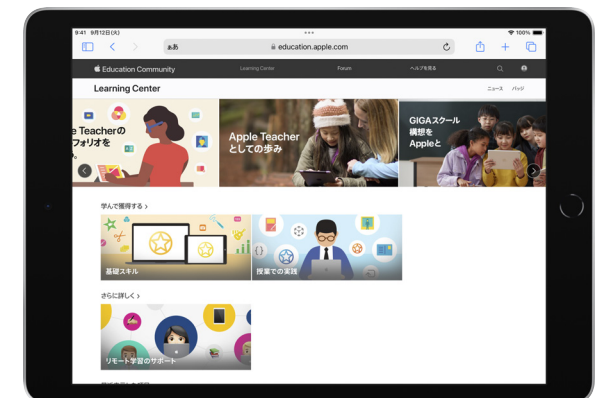 9:41 9月12日(火)
100%
ああ
education.apple.com
Education Community
Learning Center
Forum
ヘルプを見る
Learning Center
ニュース
バッジ
e Teacherの
フォリオを
Apple Teacher
としての歩み
GIGAスクール
構想を
Appleと
学んで獲得する >
基礎スキル
授業での実践
さらに詳しく >
リモート学習のサポート